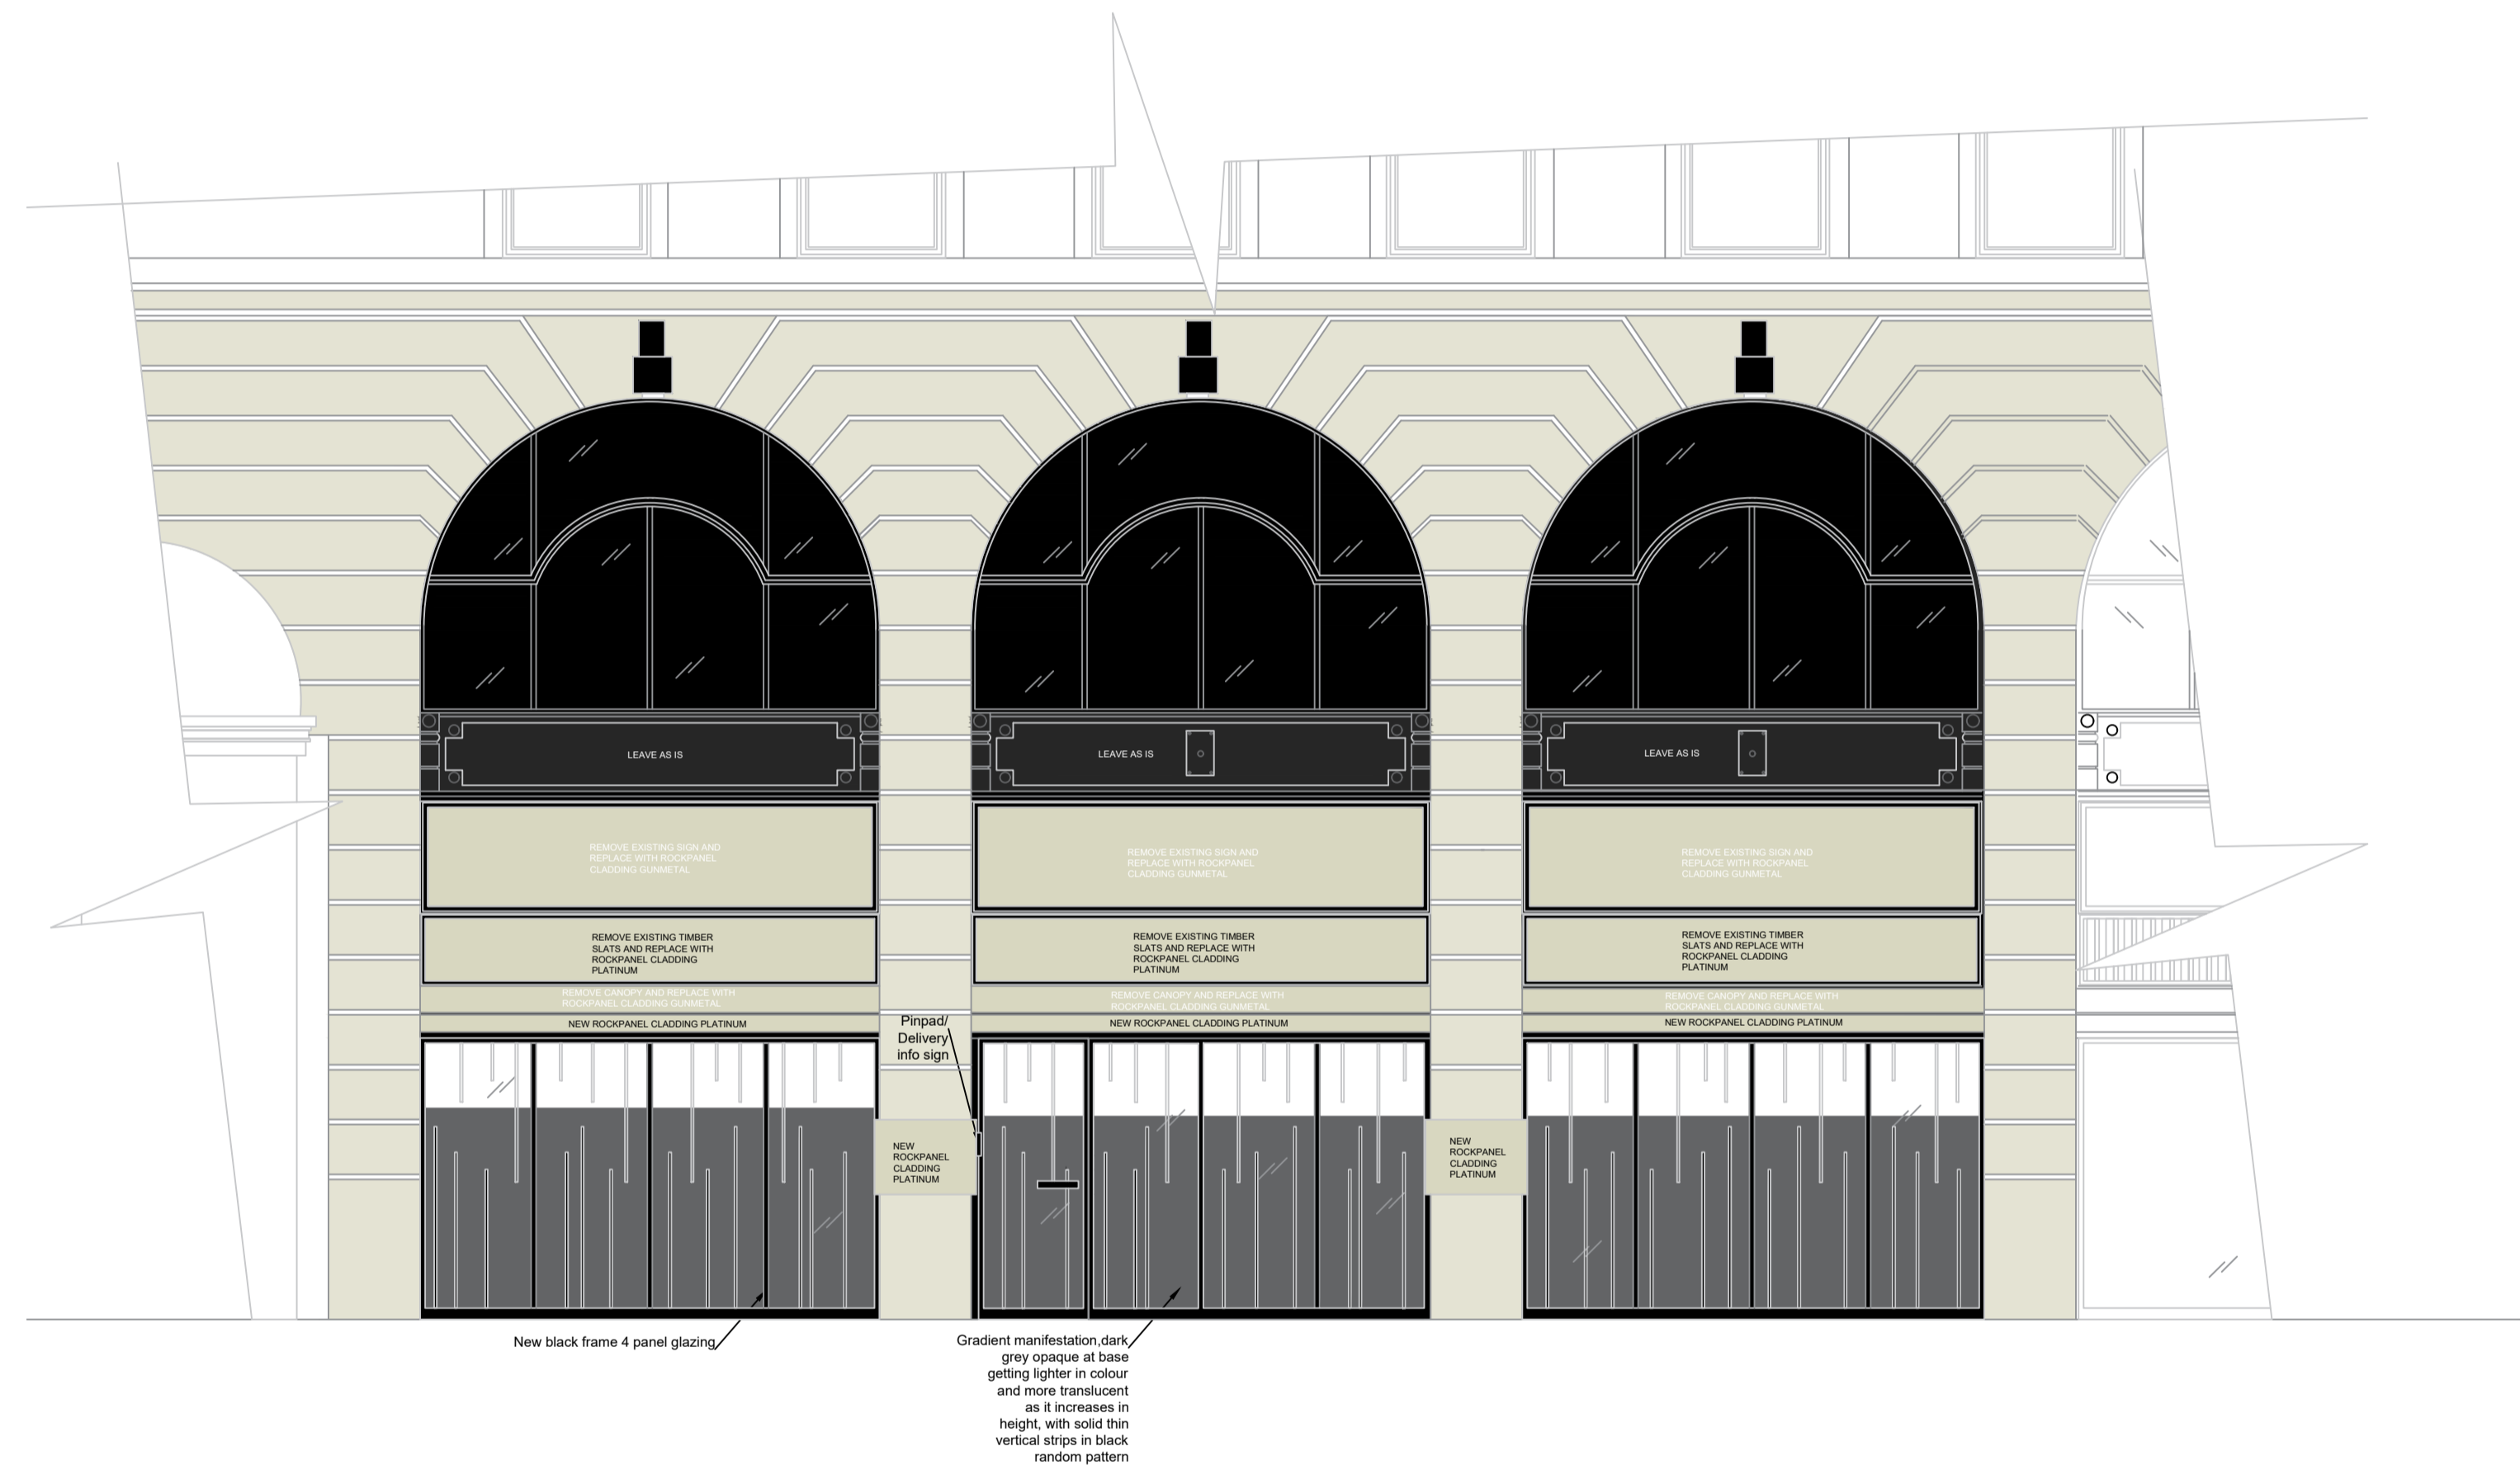 LEAVE AS IS
LEAVE AS IS
LEAVE AS IS
REMOVE EXISTING SIGN AND
REPLACE WITH ROCKPANEL
CLADDING GUNMETAL
REMOVE EXISTING SIGN AND
REPLACE WITH ROCKPANEL
CLADDING GUNMETAL
REMOVE EXISTING SIGN AND
REPLACE WITH ROCKPANEL
CLADDING GUNMETAL
REMOVE EXISTING TIMBER
SLATS AND REPLACE WITH
ROCKPANEL CLADDING
PLATINUM
REMOVE EXISTING TIMBER
SLATS AND REPLACE WITH
ROCKPANEL CLADDING
PLATINUM
REMOVE EXISTING TIMBER
SLATS AND REPLACE WITH
ROCKPANEL CLADDING
PLATINUM
REMOVE CANOPY AND REPLACE WITH
ROCKPANEL CLADDING GUNMETAL
REMOVE CANOPY AND REPLACE WITH
ROCKPANEL CLADDING GUNMETAL
REMOVE CANOPY AND REPLACE WITH
ROCKPANEL CLADDING GUNMETAL
NEW ROCKPANEL CLADDING PLATINUM
NEW ROCKPANEL CLADDING PLATINUM
NEW ROCKPANEL CLADDING PLATINUM
Pinpad/
Delivery
info sign
NEW
ROCKPANEL
CLADDING
PLATINUM
NEW
ROCKPANEL
CLADDING
PLATINUM
New black frame 4 panel glazing
Gradient manifestation,dark
grey opaque at base
getting lighter in colour
and more translucent
as it increases in
height, with solid thin
vertical strips in black
random pattern